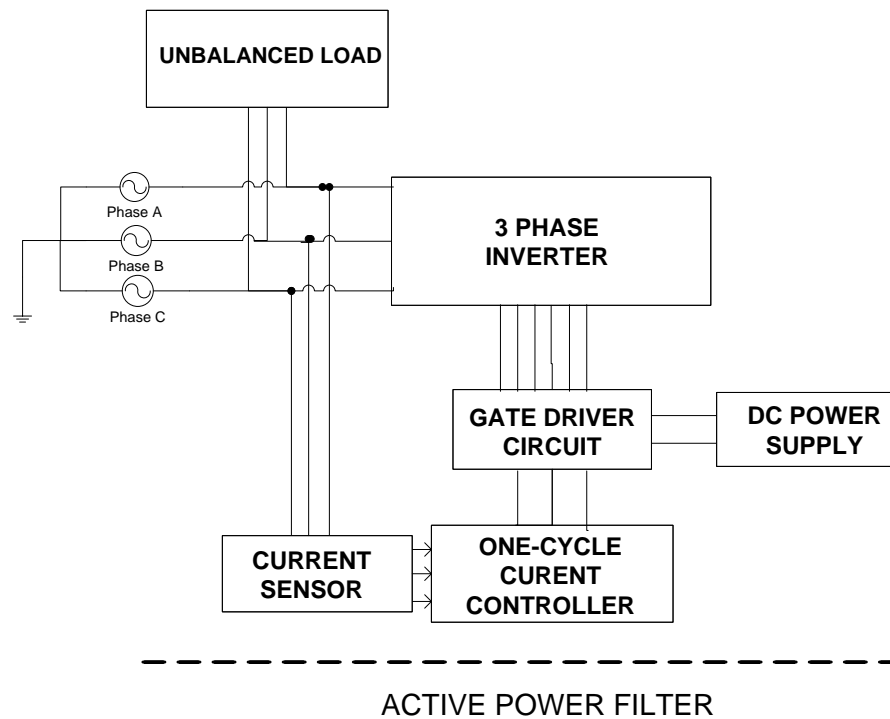 UNBALANCED LOAD
Phase A
Phase B
Phase C
3 PHASE
INVERTER
GATE DRIVER
CIRCUIT
DC POWER
SUPPLY
CURRENT
SENSOR
ONE-CYCLE
CURENT
CONTROLLER
ACTIVE POWER FILTER